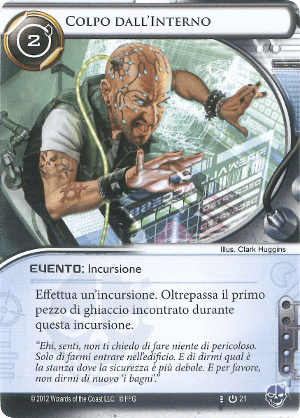 COLPO DALL'INTERNO
2
Illus. Clark Huggins
EVENTO: Incursione
Effettua un'incursione. Oltrepassa il primo
pezzo di ghiaccio incontrato durante
questa incursione.
"Ehi, senti, non ti chiedo di fare niente di pericoloso.
Solo di farmi entrare nell'edificio. E di dirmi qual è
la stanza dove la sicurezza è più debole. E per favore,
non dirmi di nuovo "i bagni"."
© 2012 Wizards of the Coast LLC. © FFG
21